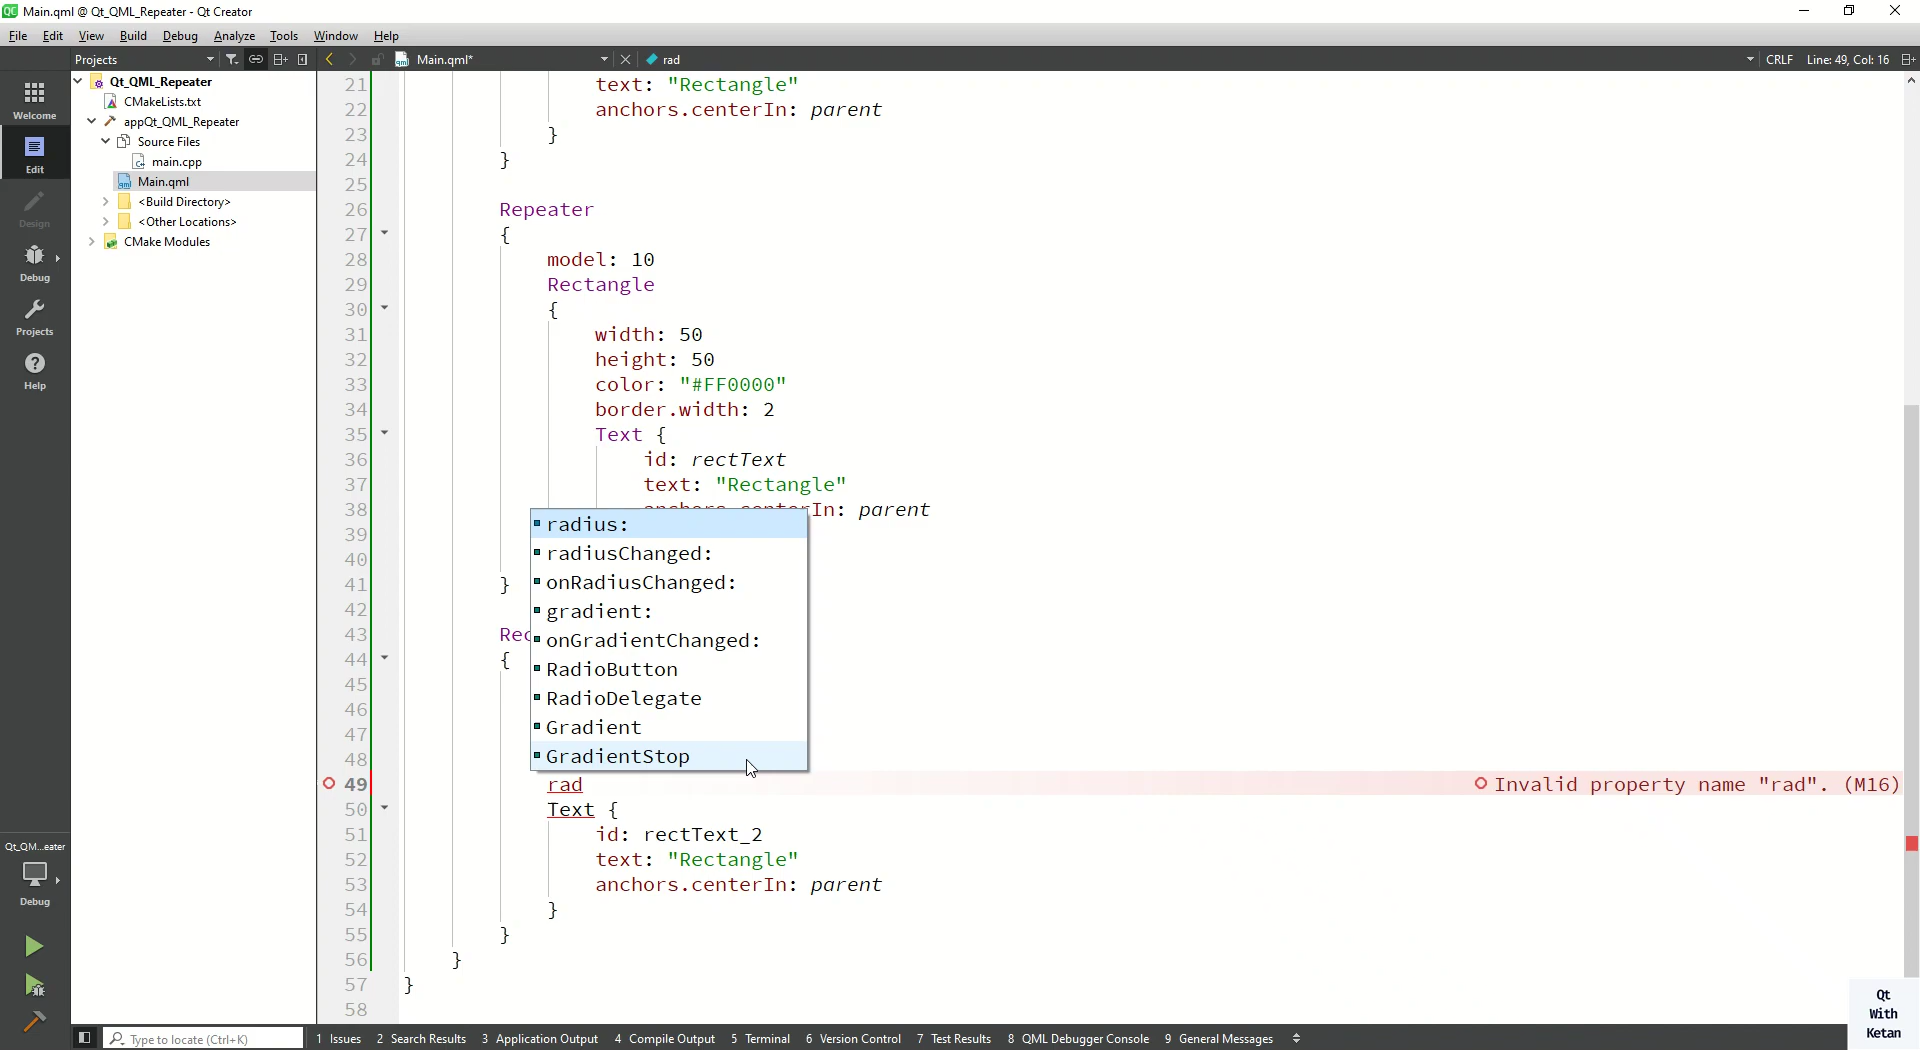 Main.qml @ Qt_QML_Repeater - Qt Creator
File Edit View Build Debug Analyze Tools Window Help
Projects Main.qml* rad CRLF Line: 49, Col: 16
Welcome
Edit
Design
Debug
Projects
Help
Qt_QM...eater
Debug
Qt_QML_Repeater
CMakeLists.txt
appQt_QML_Repeater
Source Files
main.cpp
Main.qml
<Build Directory>
<Other Locations>
CMake Modules
21 text: "Rectangle"
22 anchors.centerIn: parent
23 }
24 }
25
26 Repeater
27 {
28 model: 10
29 Rectangle
30 {
31 width: 50
32 height: 50
33 color: "#FF0000"
34 border.width: 2
35 Text {
36 id: rectText
37 text: "Rectangle"
38 anchors.centerIn: parent
39
40
41 }
42
43 Rec
44 {
45
46
47
48
49 rad Invalid property name "rad". (M16)
50 Text {
51 id: rectText_2
52 text: "Rectangle"
53 anchors.centerIn: parent
54 }
55 }
56 }
57 }
58
radius:
radiusChanged:
onRadiusChanged:
gradient:
onGradientChanged:
RadioButton
RadioDelegate
Gradient
GradientStop
Type to locate (Ctrl+K) 1 Issues 2 Search Results 3 Application Output 4 Compile Output 5 Terminal 6 Version Control 7 Test Results 8 QML Debugger Console 9 General Messages
Qt
With
Ketan